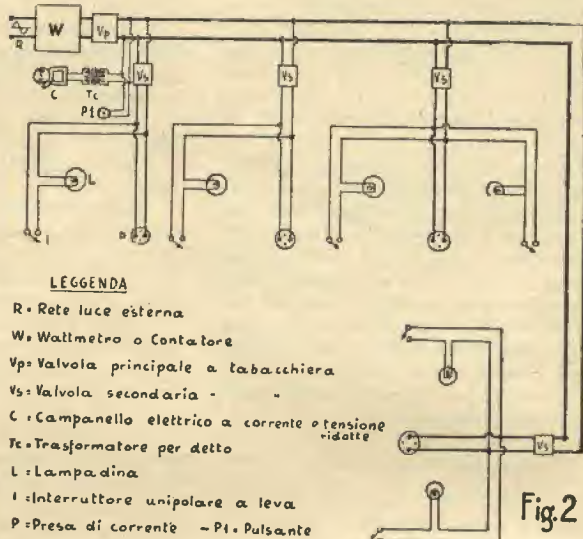 R
W
Vp
C
Tc
Pt
Vs
Vs
Vs
L
I
P
LEGGENDA
R = Rete luce esterna
W = Wattmetro o Contatore
Vp = Valvola principale a tabacchiera
Vs = Valvola secondaria - -
C = Campanello elettrico a corrente o tensione
ridotte
Tc = Trasformatore per detto
L = Lampadina
I = Interruttore unipolare a leva
P = Presa di corrente - Pt = Pulsante
Vs
Fig.2